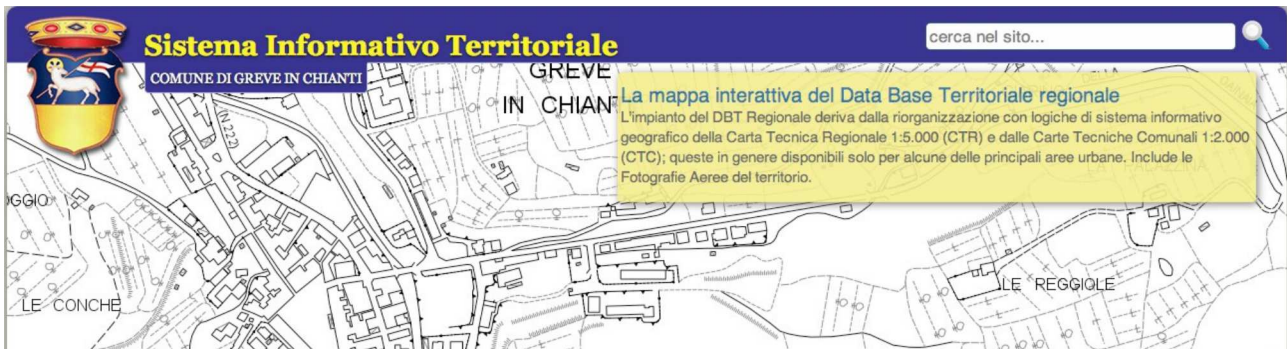 Sistema Informativo Territoriale
cerca nel sito...
COMUNE DI GREVE IN CHIANTI
GREVE
IN CHIANT
La mappa interattiva del Data Base Territoriale regionale
L'impianto del DBT Regionale deriva dalla riorganizzazione con logiche di sistema informativo
geografico della Carta Tecnica Regionale 1:5.000 (CTR) e dalle Carte Tecniche Comunali 1:2.000
(CTC); queste in genere disponibili solo per alcune delle principali aree urbane. Include le
Fotografie Aeree del territorio.
(N 222)
OGGIO
LE CONCHE
LE REGGIOLE